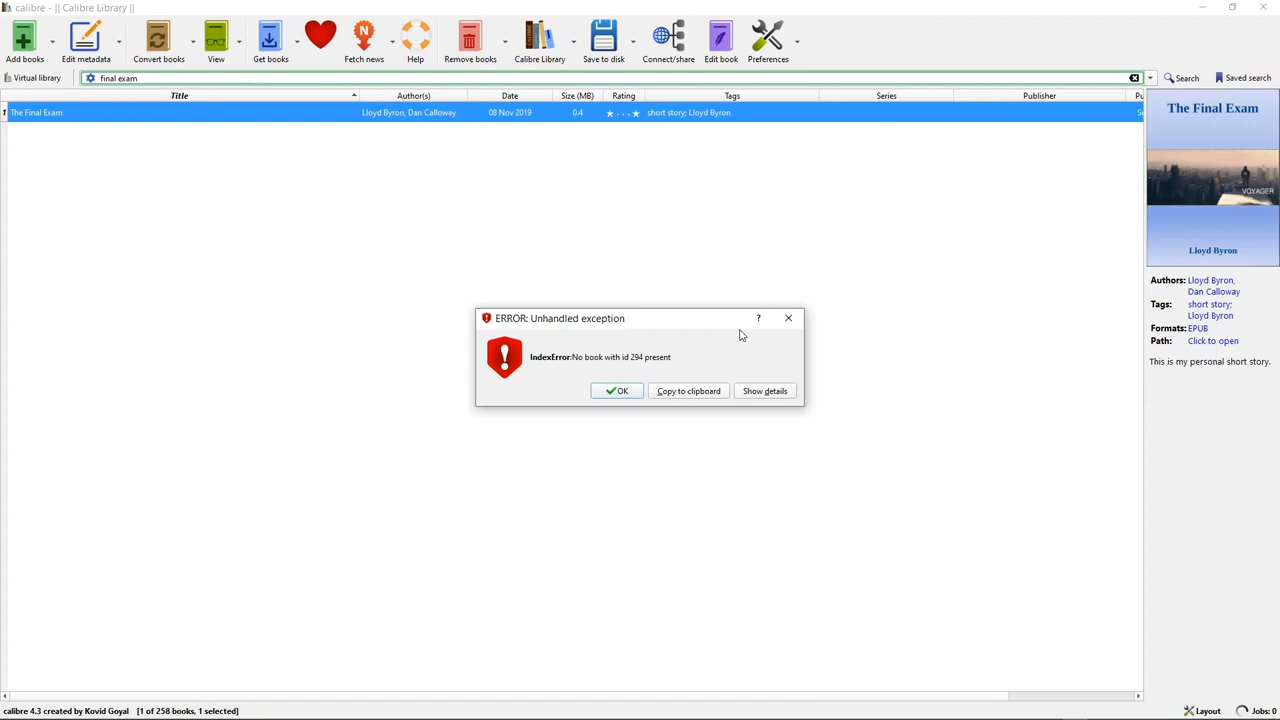 calibre - || Calibre Library ||
Add books
Edit metadata
Convert books
View
Get books
N
Fetch news
Help
Remove books
CALIBRE
Calibre Library
Save to disk
Connect/share
Edit book
Preferences
Virtual library
final exam
Search
Saved search
Title
Author(s)
Date
Size (MB)
Rating
Tags
Series
Publisher
Pu
1
The Final Exam
Lloyd Byron, Dan Calloway
08 Nov 2019
0.4
★ . . . ★
short story; Lloyd Byron
The Final Exam
VOYAGER
Lloyd Byron
Authors: Lloyd Byron,
Dan Calloway
Tags: short story;
Lloyd Byron
Formats: EPUB
Path: Click to open
This is my personal short story.
ERROR: Unhandled exception
?
IndexError:No book with id 294 present
OK
Copy to clipboard
Show details
calibre 4.3 created by Kovid Goyal [1 of 258 books, 1 selected]
Layout
Jobs: 0